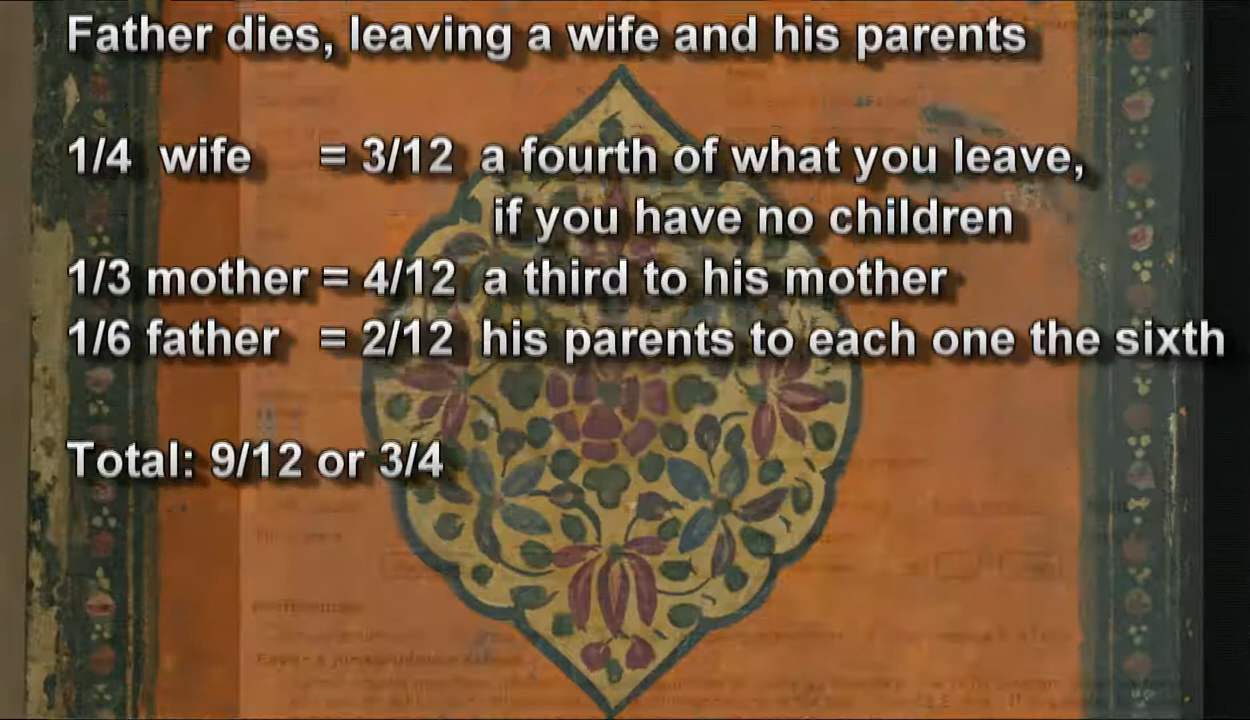 Father dies, leaving a wife and his parents
1/4 wife = 3/12 a fourth of what you leave,
if you have no children
1/3 mother = 4/12 a third to his mother
1/6 father = 2/12 his parents to each one the sixth
Total: 9/12 or 3/4